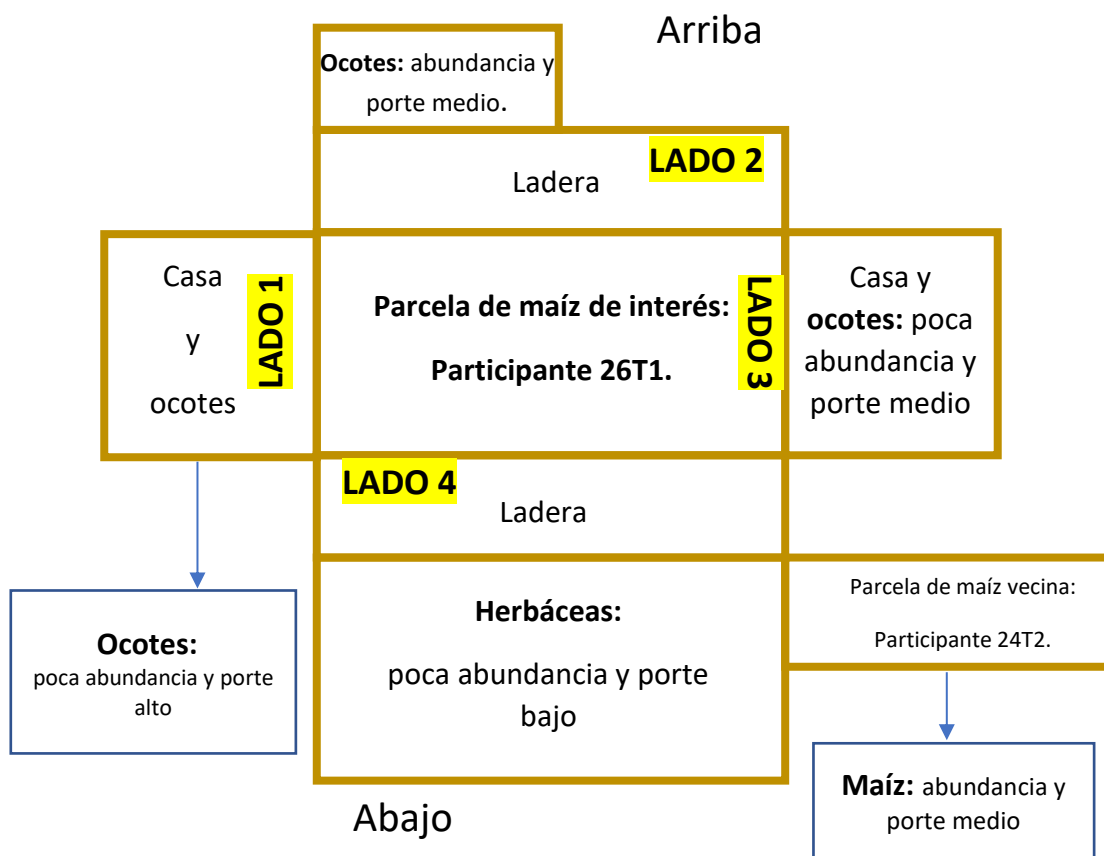 Arriba
Ocotes: abundancia y
porte medio.
LADO 2
Ladera
Casa
y
ocotes
LADO 1
Parcela de maíz de interés:
Participante 26T1.
LADO 3
Casa y
ocotes: poca
abundancia y
porte medio
LADO 4
Ladera
Ocotes:
poca abundancia y porte
alto
Herbáceas:
poca abundancia y porte
bajo
Parcela de maíz vecina:
Participante 24T2.
Maíz: abundancia y
porte medio
Abajo